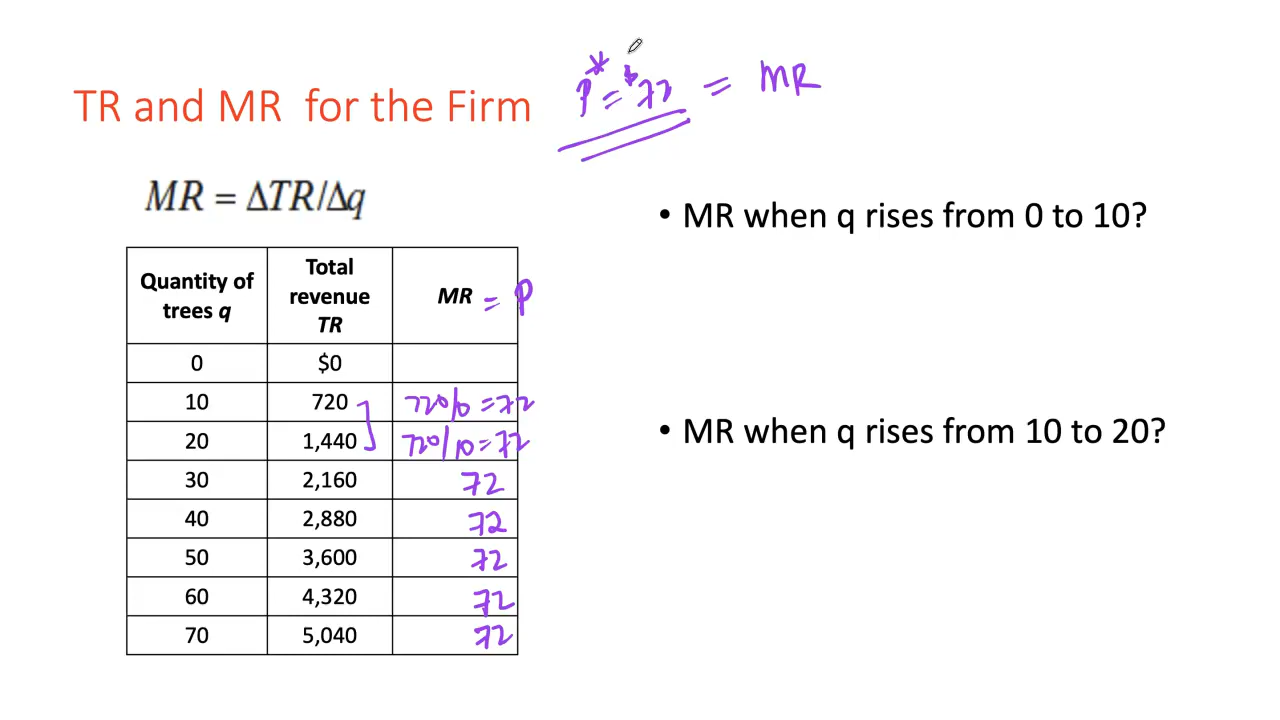 TR and MR for the Firm P* = $72 = MR
MR = ΔTR/Δq
• MR when q rises from 0 to 10?
Quantity of trees q Total revenue TR MR = P
0 $0
10 720 720/10 = 72
20 1,440 720/10 = 72
30 2,160 72
40 2,880 72
50 3,600 72
60 4,320 72
70 5,040 72
• MR when q rises from 10 to 20?